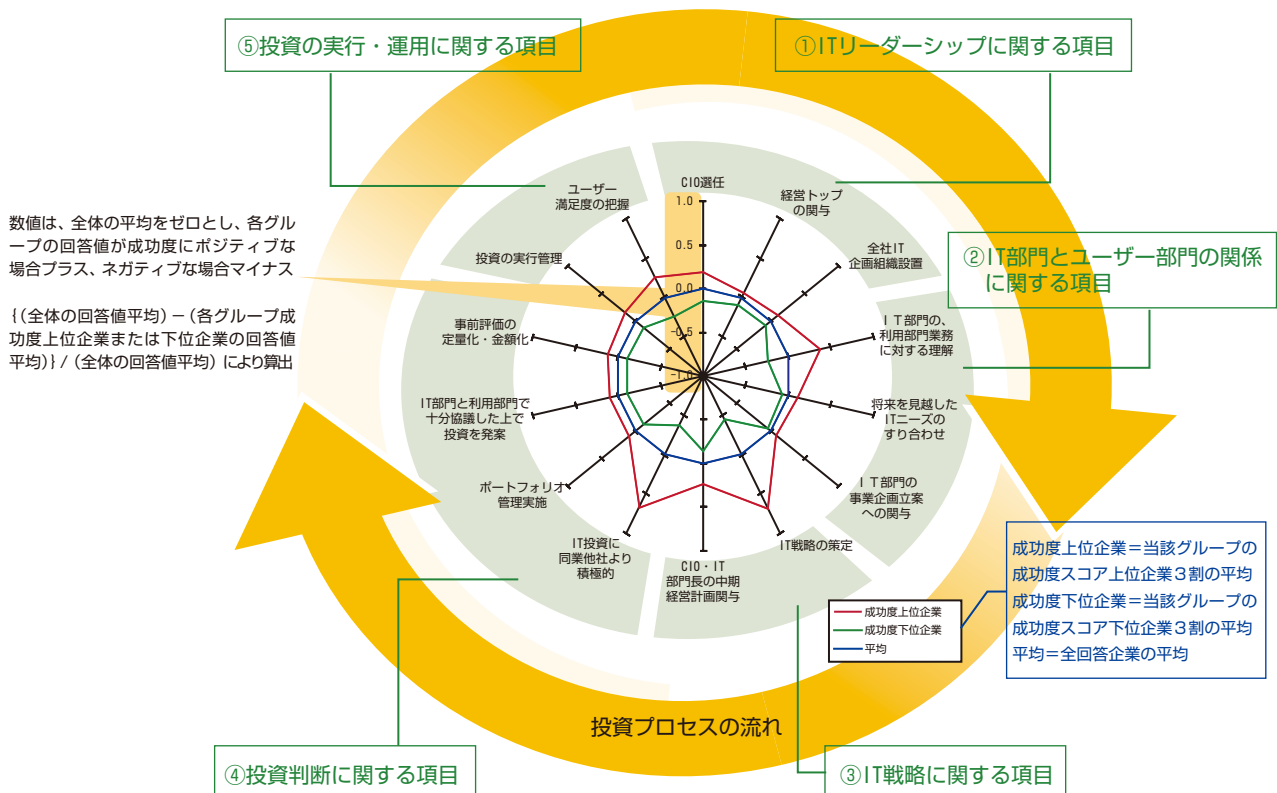 ⑤投資の実行・運用に関する項目
①ITリーダーシップに関する項目
数値は、全体の平均をゼロとし、各グル
ープの回答値が成功度にポジティブな
場合プラス、ネガティブな場合マイナス
{(全体の回答値平均)－(各グループ成
功度上位企業または下位企業の回答値
平均)}/(全体の回答値平均)により算出
②IT部門とユーザー部門の関係
に関する項目
CIO選任
1.0
0.5
0.0
-0.5
-1.0
経営トップ
の関与
全社IT
企画組織設置
ＩＴ部門の、
利用部門業務
に対する理解
将来を見越した
ITニーズの
すり合わせ
ＩＴ部門の
事業企画立案
への関与
IT戦略の策定
CIO・IT
部門長の中期
経営計画関与
IT投資に
同業他社より
積極的
ポートフォリオ
管理実施
IT部門と利用部門で
十分協議した上で
投資を発案
事前評価の
定量化・金額化
投資の実行管理
ユーザー
満足度の把握
成功度上位企業
成功度下位企業
平均
成功度上位企業＝当該グループの
成功度スコア上位企業３割の平均
成功度下位企業＝当該グループの
成功度スコア下位企業３割の平均
平均＝全回答企業の平均
投資プロセスの流れ
④投資判断に関する項目
③IT戦略に関する項目